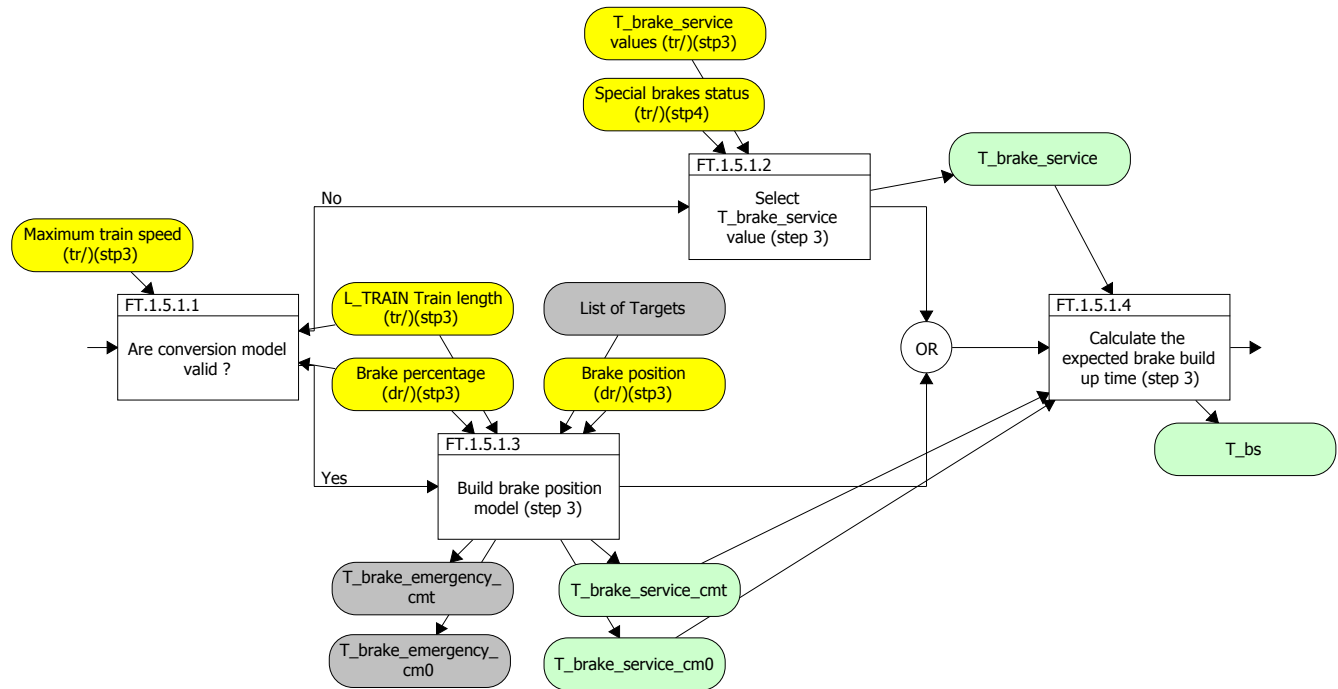 T_brake_service
values (tr/)(stp3)
Special brakes status
(tr/)(stp4)
FT.1.5.1.2
Select
T_brake_service
value (step 3)
T_brake_service
No
Maximum train speed
(tr/)(stp3)
FT.1.5.1.1
Are conversion model
valid ?
L_TRAIN Train length
(tr/)(stp3)
List of Targets
Brake percentage
(dr/)(stp3)
Brake position
(dr/)(stp3)
OR
FT.1.5.1.4
Calculate the
expected brake build
up time (step 3)
T_bs
Yes
FT.1.5.1.3
Build brake position
model (step 3)
T_brake_emergency_
cmt
T_brake_service_cmt
T_brake_emergency_
cm0
T_brake_service_cm0